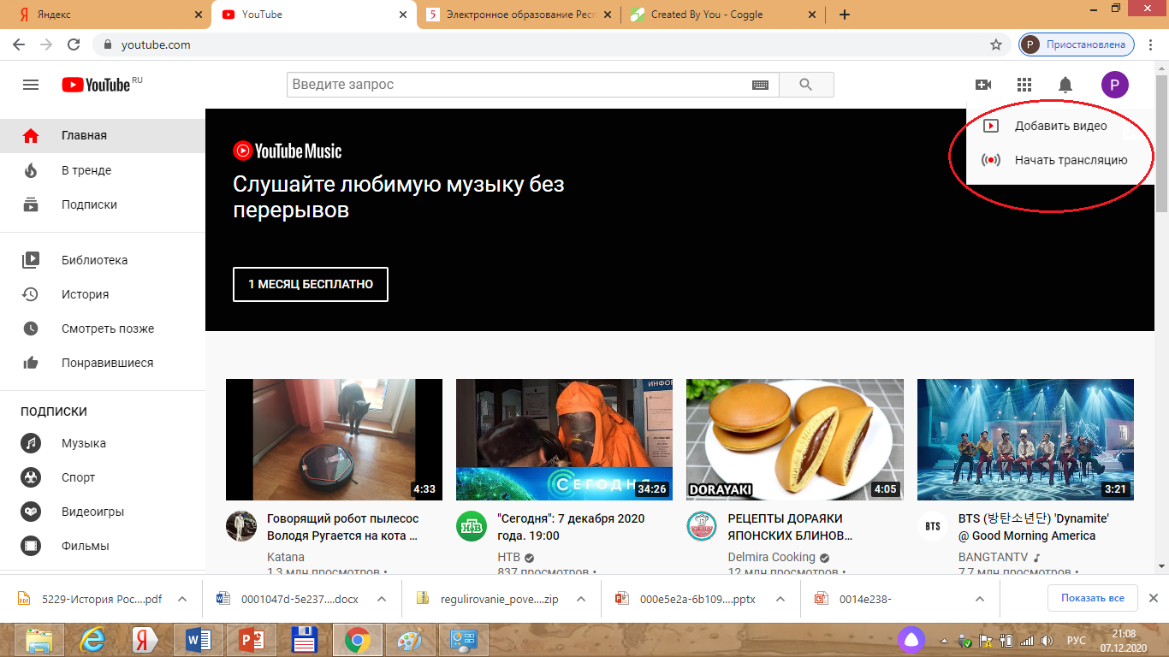 Яндекс
YouTube
Электронное образование Респ
Created By You - Coggle
youtube.com
P Приостановлена
YouTube RU
Введите запрос
P
Главная
В тренде
Подписки
Библиотека
История
Смотреть позже
Понравившиеся
ПОДПИСКИ
Музыка
Спорт
Видеоигры
Фильмы
Добавить видео
Начать трансляцию
YouTube Music
Слушайте любимую музыку без
перерывов
1 МЕСЯЦ БЕСПЛАТНО
4:33
Говорящий робот пылесос
Володя Ругается на кота ...
Katana
1,3 млн просмотров •
ИНФОР
СЕГОДНЯ
34:26
НТВ
"Сегодня": 7 декабря 2020
года. 19:00
НТВ
837 просмотров •
DORAYAKI
4:05
РЕЦЕПТЫ ДОРАЯКИ
ЯПОНСКИХ БЛИНОВ...
Delmira Cooking
12 млн просмотров •
3:21
BTS
BTS (방탄소년단) 'Dynamite'
@ Good Morning America
BANGTANTV
7,7 млн просмотров •
5229-История Рос....pdf
0001047d-5e237....docx
regulirovanie_pove....zip
000e5e2a-6b109....pptx
0014e238-
Показать все
РУС
21:08
07.12.2020